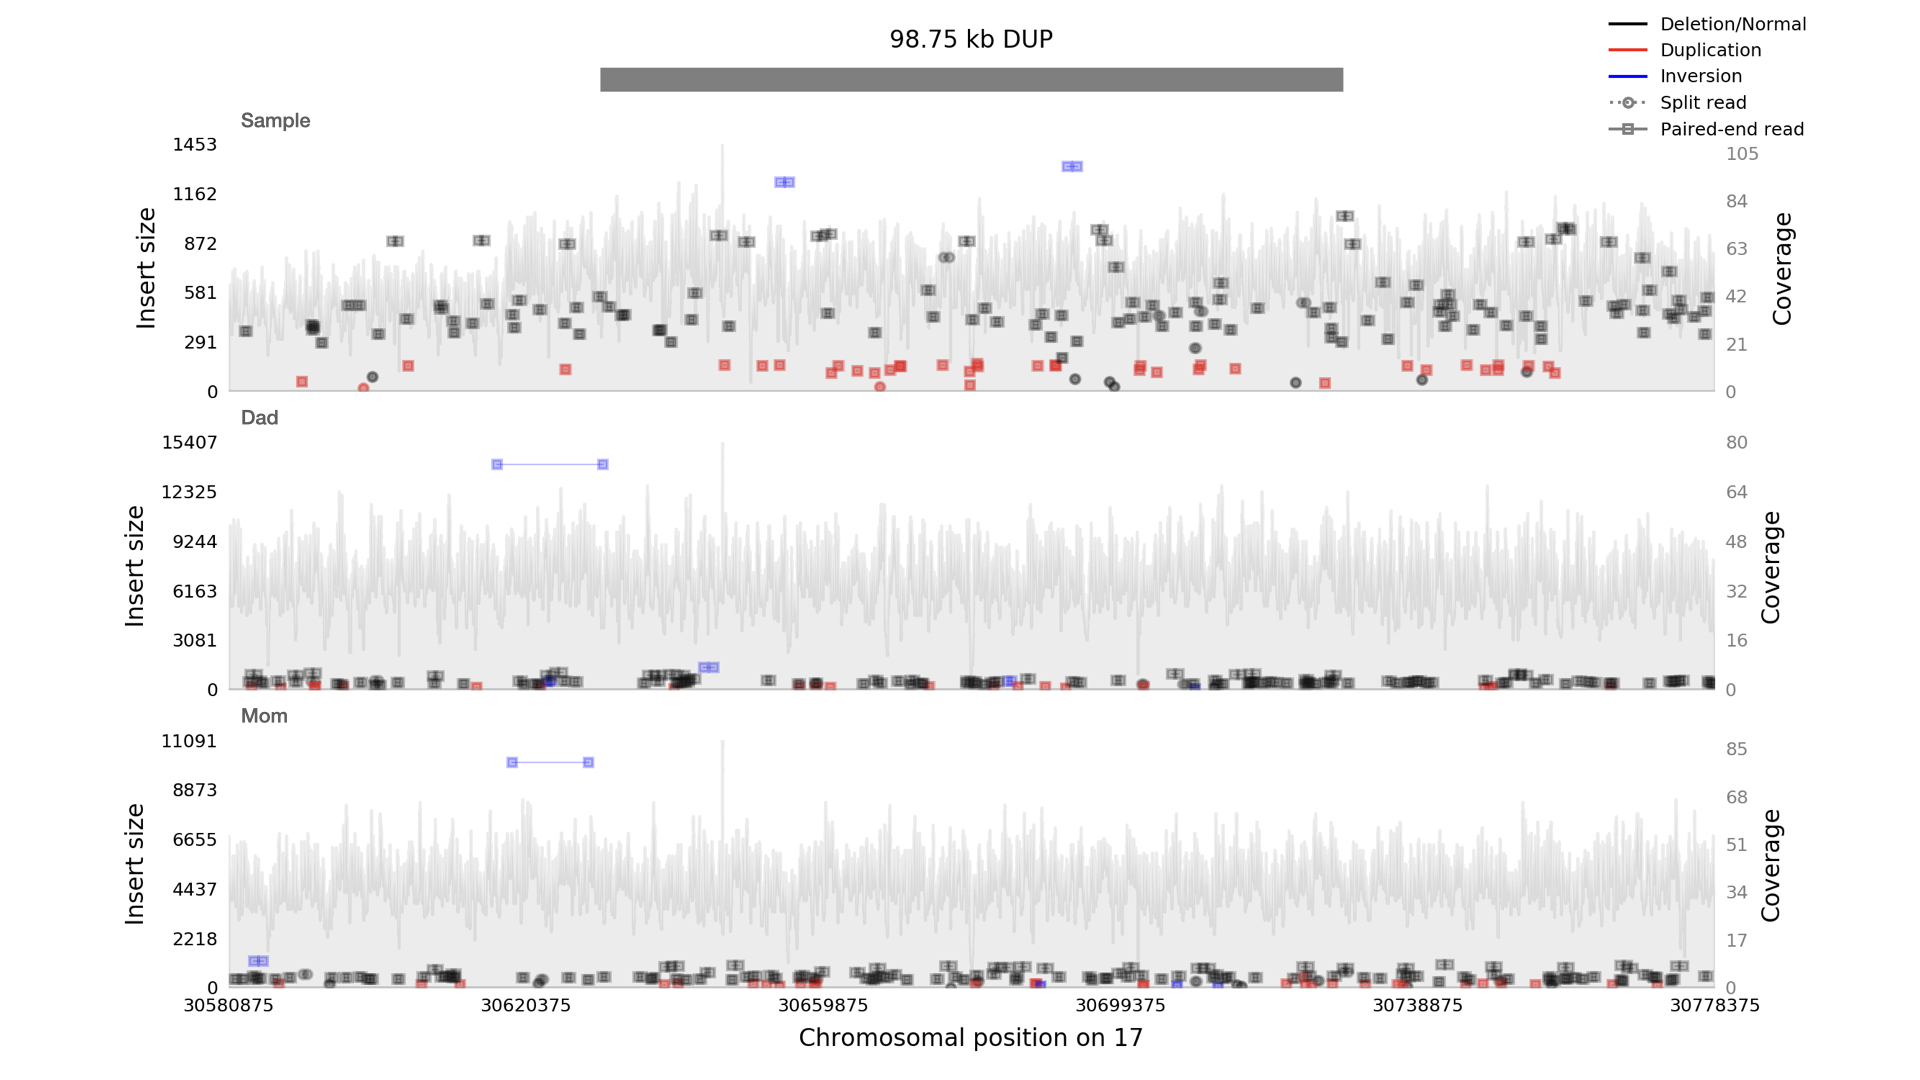 98.75 kb DUP
Deletion/Normal
Duplication
Inversion
Split read
Paired-end read
Sample
1453
1162
872
581
291
0
Insert size
105
84
63
42
21
0
Coverage
Dad
15407
12325
9244
6163
3081
0
Insert size
80
64
48
32
16
0
Coverage
Mom
11091
8873
6655
4437
2218
0
Insert size
85
68
51
34
17
0
Coverage
30580875 30620375 30659875 30699375 30738875 30778375
Chromosomal position on 17